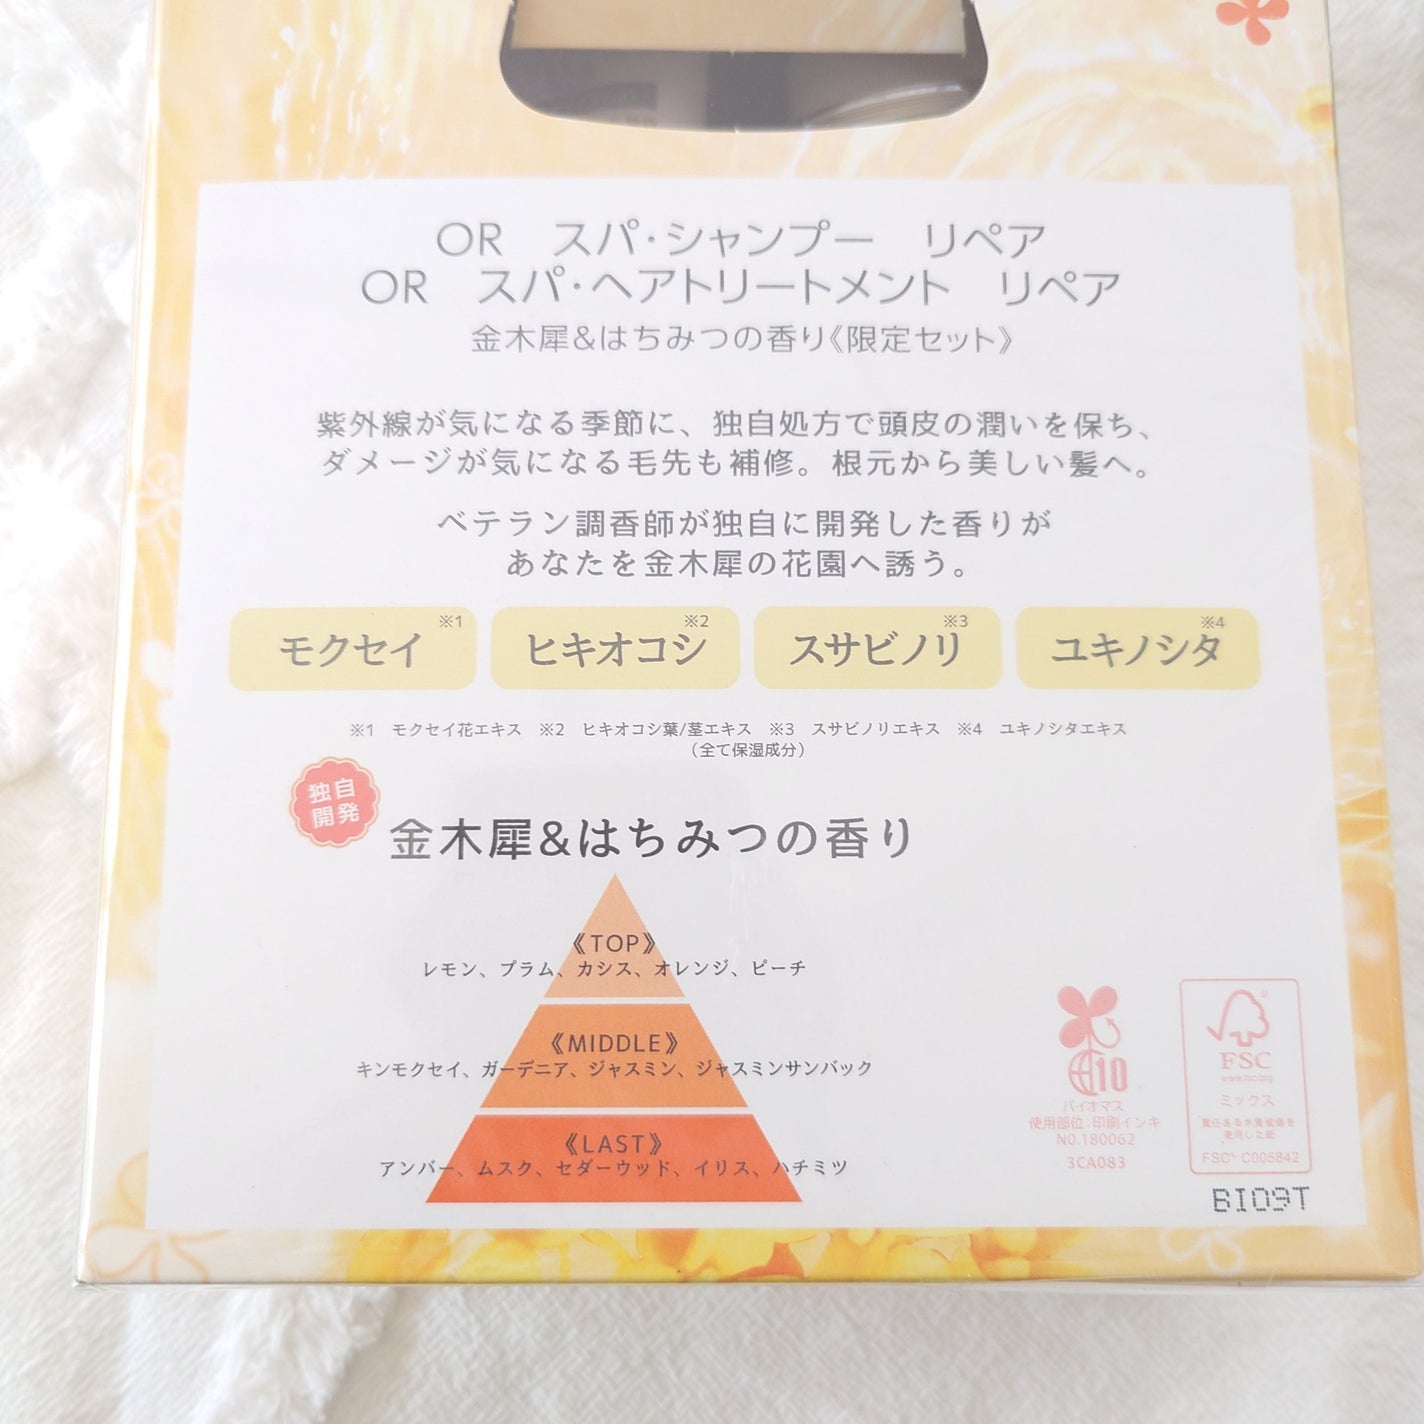 OR スパ・シャンプー リペア
OR スパ・ヘアトリートメント リペア
金木犀&はちみつの香り《限定セット》
紫外線が気になる季節に、独自処方で頭皮の潤いを保ち、
ダメージが気になる毛先も補修。根元から美しい髪へ。
ベテラン調香師が独自に開発した香りが
あなたを金木犀の花園へ誘う。
モクセイ※1 ヒキオコシ※2 スサビノリ※3 ユキノシタ※4
※1 モクセイ花エキス ※2 ヒキオコシ葉/茎エキス ※3 スサビノリエキス ※4 ユキノシタエキス
(全て保湿成分)
独自
開発
金木犀&はちみつの香り
《TOP》
レモン、プラム、カシス、オレンジ、ピーチ
《MIDDLE》
キンモクセイ、ガーデニア、ジャスミン、ジャスミンサンバック
《LAST》
アンバー、ムスク、セダーウッド、イリス、ハチミツ
10
バイオマス
使用部位:印刷インキ
NO.180062
3CA083
®
FSC
www.fsc.org
ミックス
責任ある木質資源を
使用した紙
FSC® C005842
BI09T